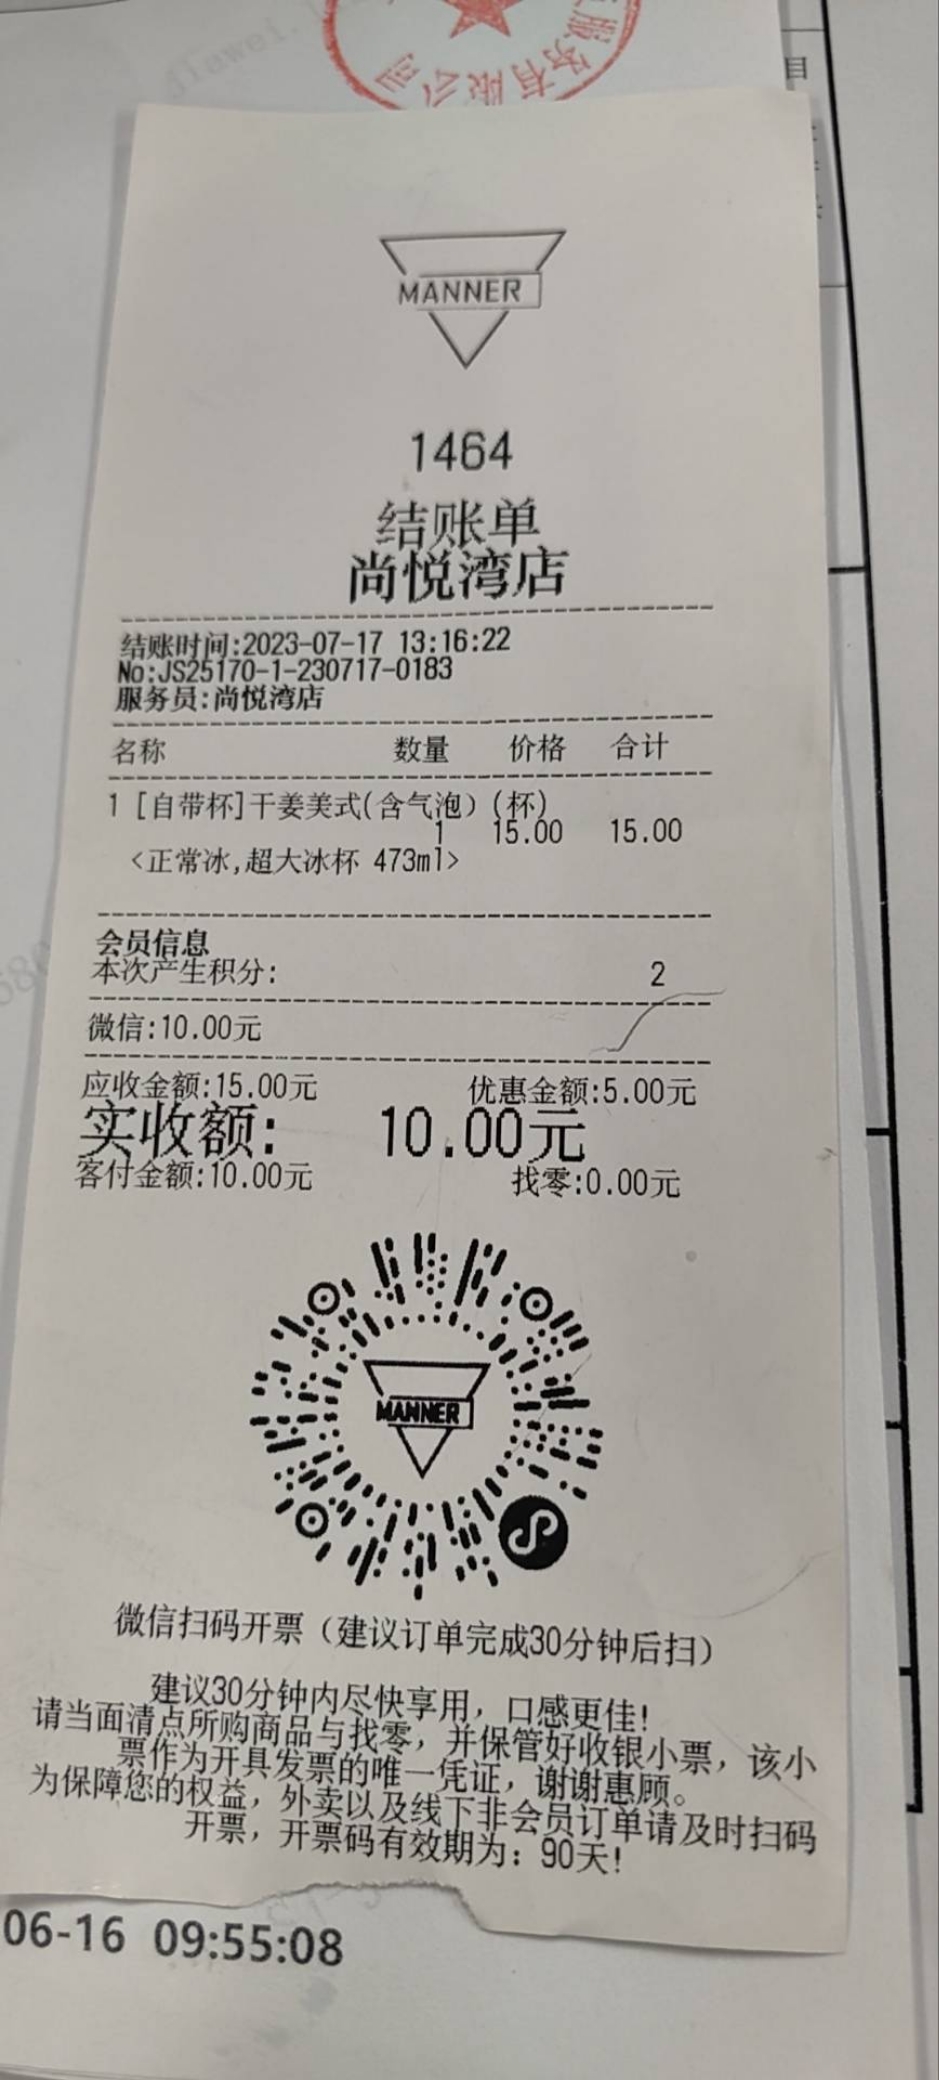 务有限公司
目
MANNER
1464
结账单
尚悦湾店
结账时间:2023-07-17 13:16:22
No:JS25170-1-230717-0183
服务员:尚悦湾店
名称 数量 价格 合计
1 [自带杯]干姜美式(含气泡) (杯)
1 15.00 15.00
<正常冰,超大冰杯 473ml>
会员信息
本次产生积分: 2
微信:10.00元
应收金额:15.00元 优惠金额:5.00元
实收额: 10.00元
客付金额:10.00元 找零:0.00元
MANNER
微信扫码开票（建议订单完成30分钟后扫）
建议30分钟内尽快享用，口感更佳！
请当面清点所购商品与找零，并保管好收银小票，该小
票作为开具发票的唯一凭证，谢谢惠顾。
为保障您的权益，外卖以及线下非会员订单请及时扫码
开票，开票码有效期为：90天！
06-16 09:55:08